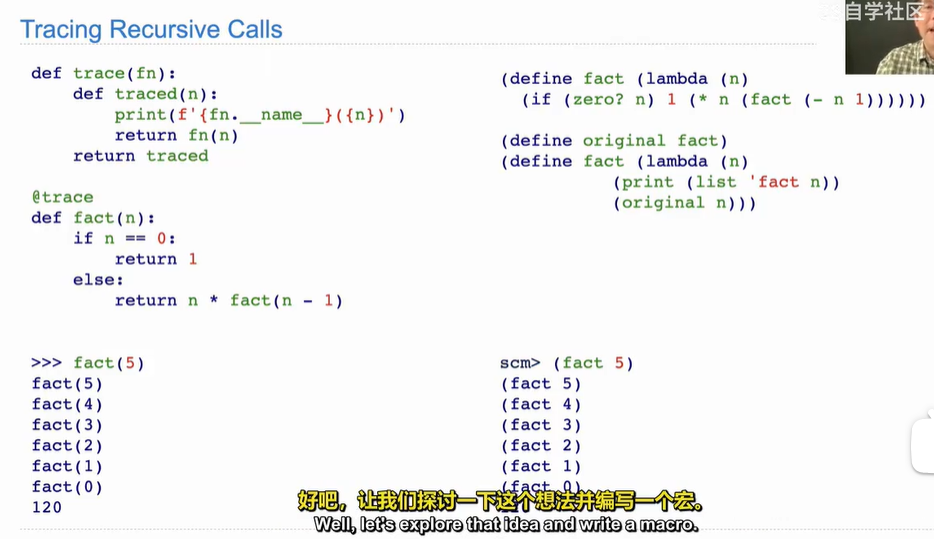 Tracing Recursive Calls
自学社区
def trace(fn):
    def traced(n):
        print(f'{fn.__name__}({n})')
        return fn(n)
    return traced
@trace
def fact(n):
    if n == 0:
        return 1
    else:
        return n * fact(n - 1)
>>> fact(5)
fact(5)
fact(4)
fact(3)
fact(2)
fact(1)
fact(0)
120
(define fact (lambda (n)
  (if (zero? n) 1 (* n (fact (- n 1))))))
(define original fact)
(define fact (lambda (n)
           (print (list 'fact n))
           (original n)))
scm> (fact 5)
(fact 5)
(fact 4)
(fact 3)
(fact 2)
(fact 1)
(fact 0)
好吧，让我们探讨一下这个想法并编写一个宏。
Well, let's explore that idea and write a macro.